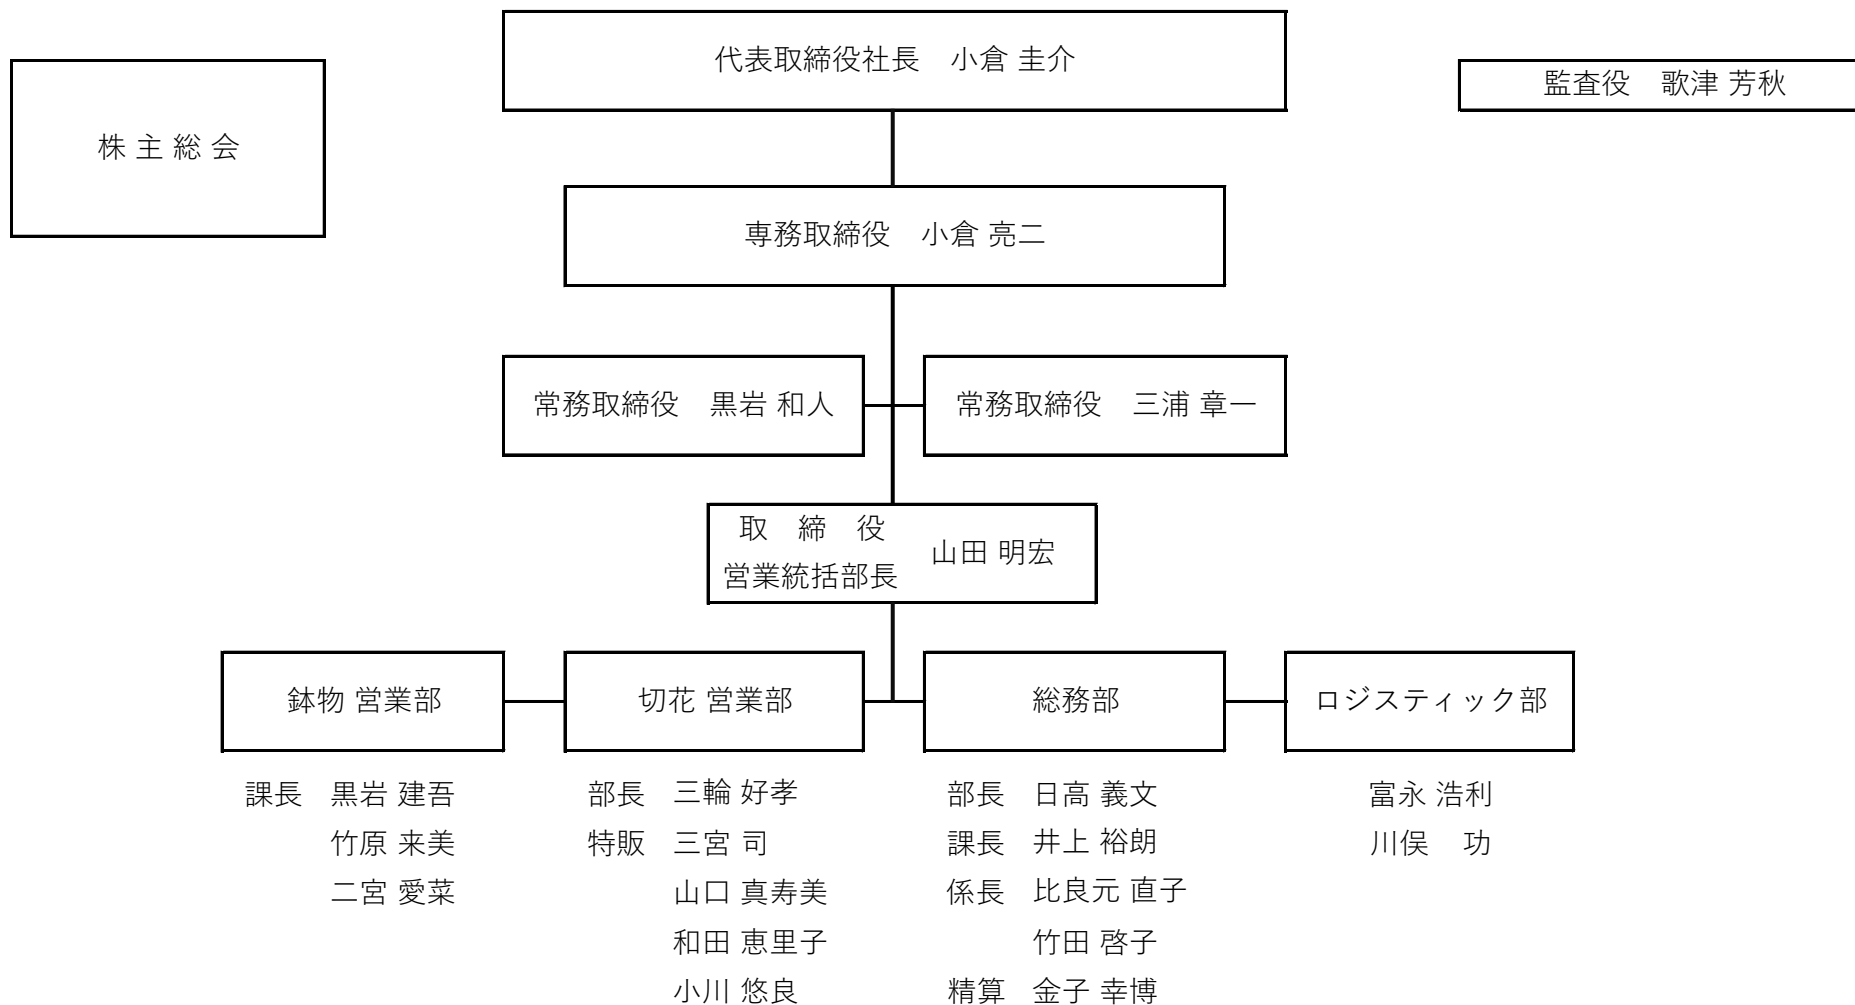 代表取締役社長　小倉 圭介
株 主 総 会
監査役　歌津 芳秋
専務取締役　小倉 亮二
常務取締役　黒岩 和人
常務取締役　三浦 章一
取　締　役
営業統括部長
山田 明宏
鉢物 営業部
切花 営業部
総務部
ロジスティック部
課長　黒岩 建吾
竹原 来美
二宮 愛菜
部長　三輪 好孝
特販　三宮 司
山口 真寿美
和田 恵里子
小川 悠良
部長　日高 義文
課長　井上 裕朗
係長　比良元 直子
竹田 啓子
精算　金子 幸博
富永 浩利
川俣　功